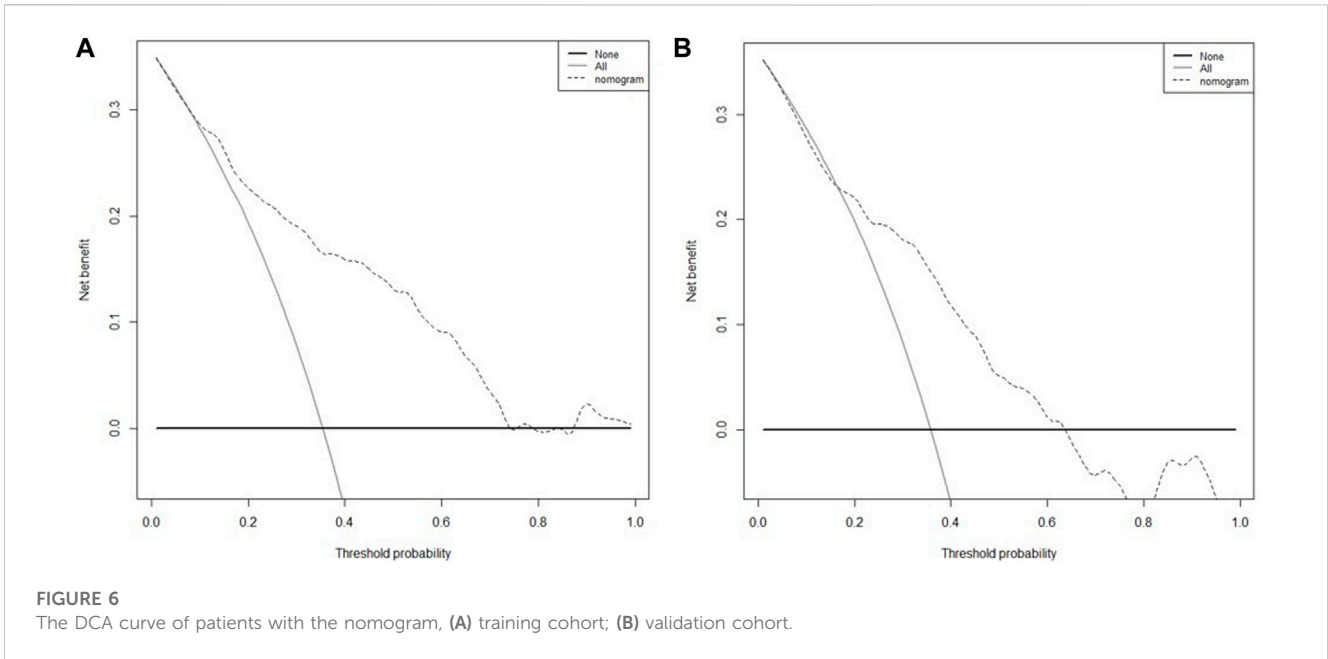 A
None
All
nomogram
Net benefit
0.3
0.2
0.1
0.0
0.0 0.2 0.4 0.6 0.8 1.0
Threshold probability
B
None
All
nomogram
Net benefit
0.3
0.2
0.1
0.0
0.0 0.2 0.4 0.6 0.8 1.0
Threshold probability
FIGURE 6
The DCA curve of patients with the nomogram, (A) training cohort; (B) validation cohort.